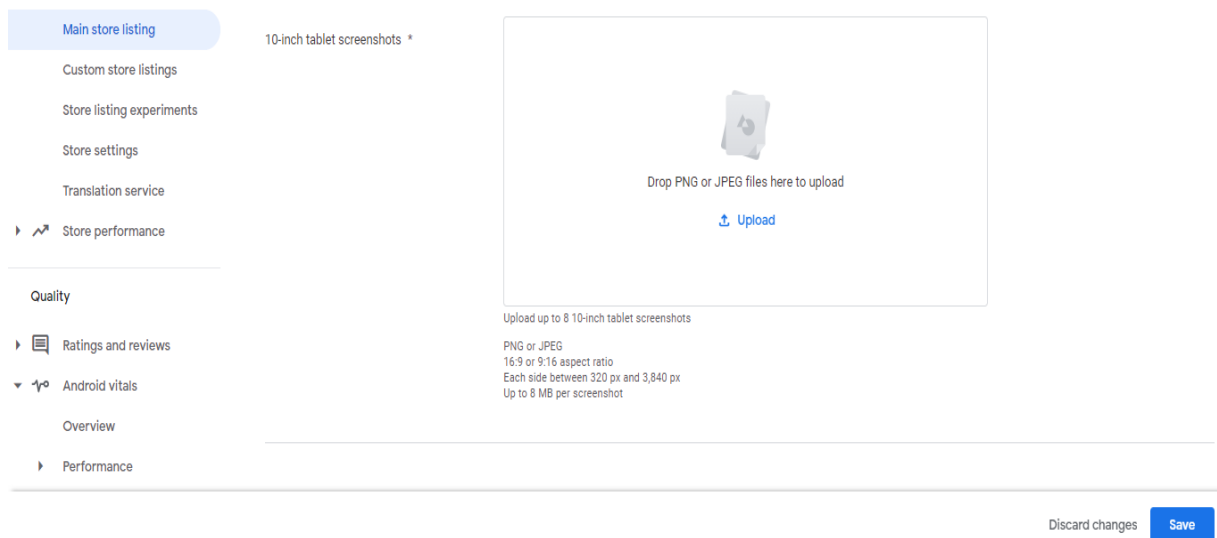 Main store listing
Custom store listings
Store listing experiments
Store settings
Translation service
Store performance
Quality
Ratings and reviews
Android vitals
Overview
Performance
10-inch tablet screenshots *
Drop PNG or JPEG files here to upload
Upload
Upload up to 8 10-inch tablet screenshots
PNG or JPEG
16:9 or 9:16 aspect ratio
Each side between 320 px and 3,840 px
Up to 8 MB per screenshot
Discard changes
Save